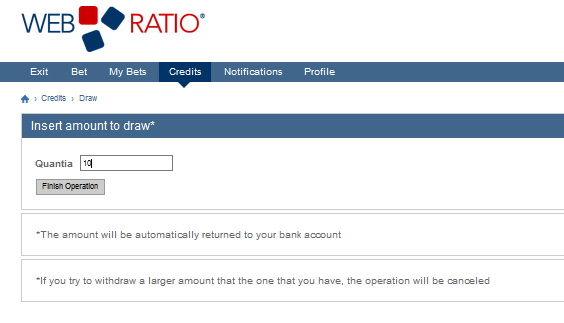 WEB RATIO®
Exit Bet My Bets Credits Notifications Profile
› Credits › Draw
Insert amount to draw*
Quantia 10
Finish Operation
*The amount will be automatically returned to your bank account
*If you try to withdraw a larger amount that the one that you have, the operation will be canceled